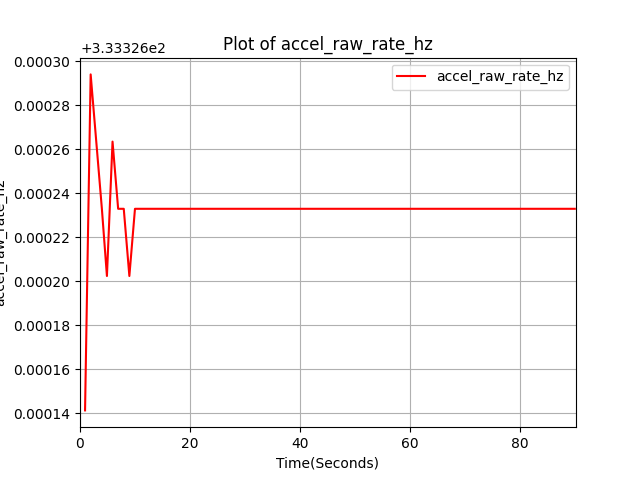 +3.33326e2
Plot of accel_raw_rate_hz
accel_raw_rate_hz
0.00030
0.00028
0.00026
0.00024
0.00022
0.00020
0.00018
0.00016
0.00014
accel_raw_rate_hz
0 20 40 60 80
Time(Seconds)